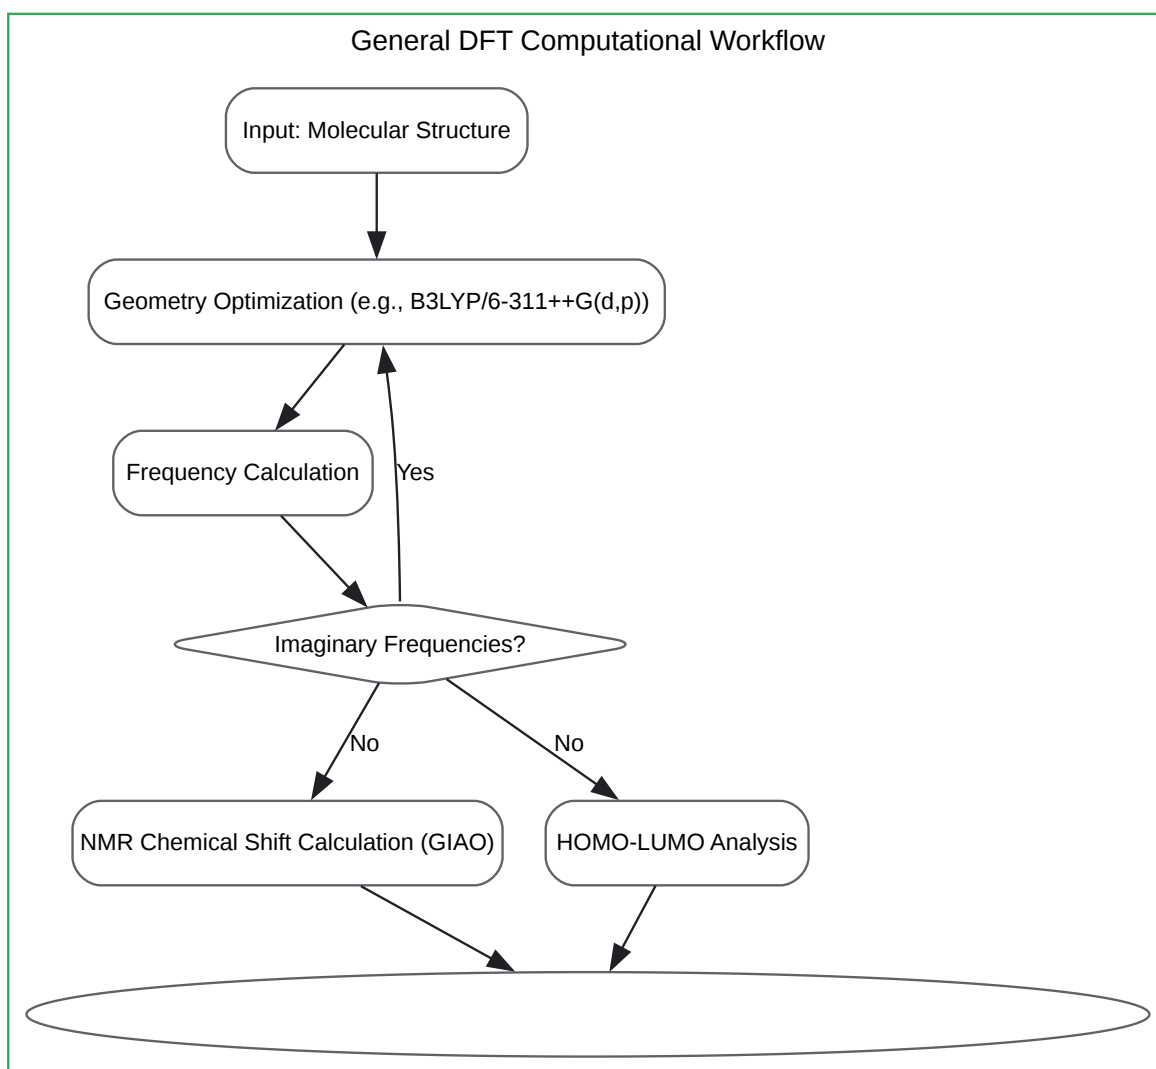 General DFT Computational Workflow
Input: Molecular Structure
Geometry Optimization (e.g., B3LYP/6-311++G(d,p))
Frequency Calculation
Yes
Imaginary Frequencies?
No
No
NMR Chemical Shift Calculation (GIAO)
HOMO-LUMO Analysis